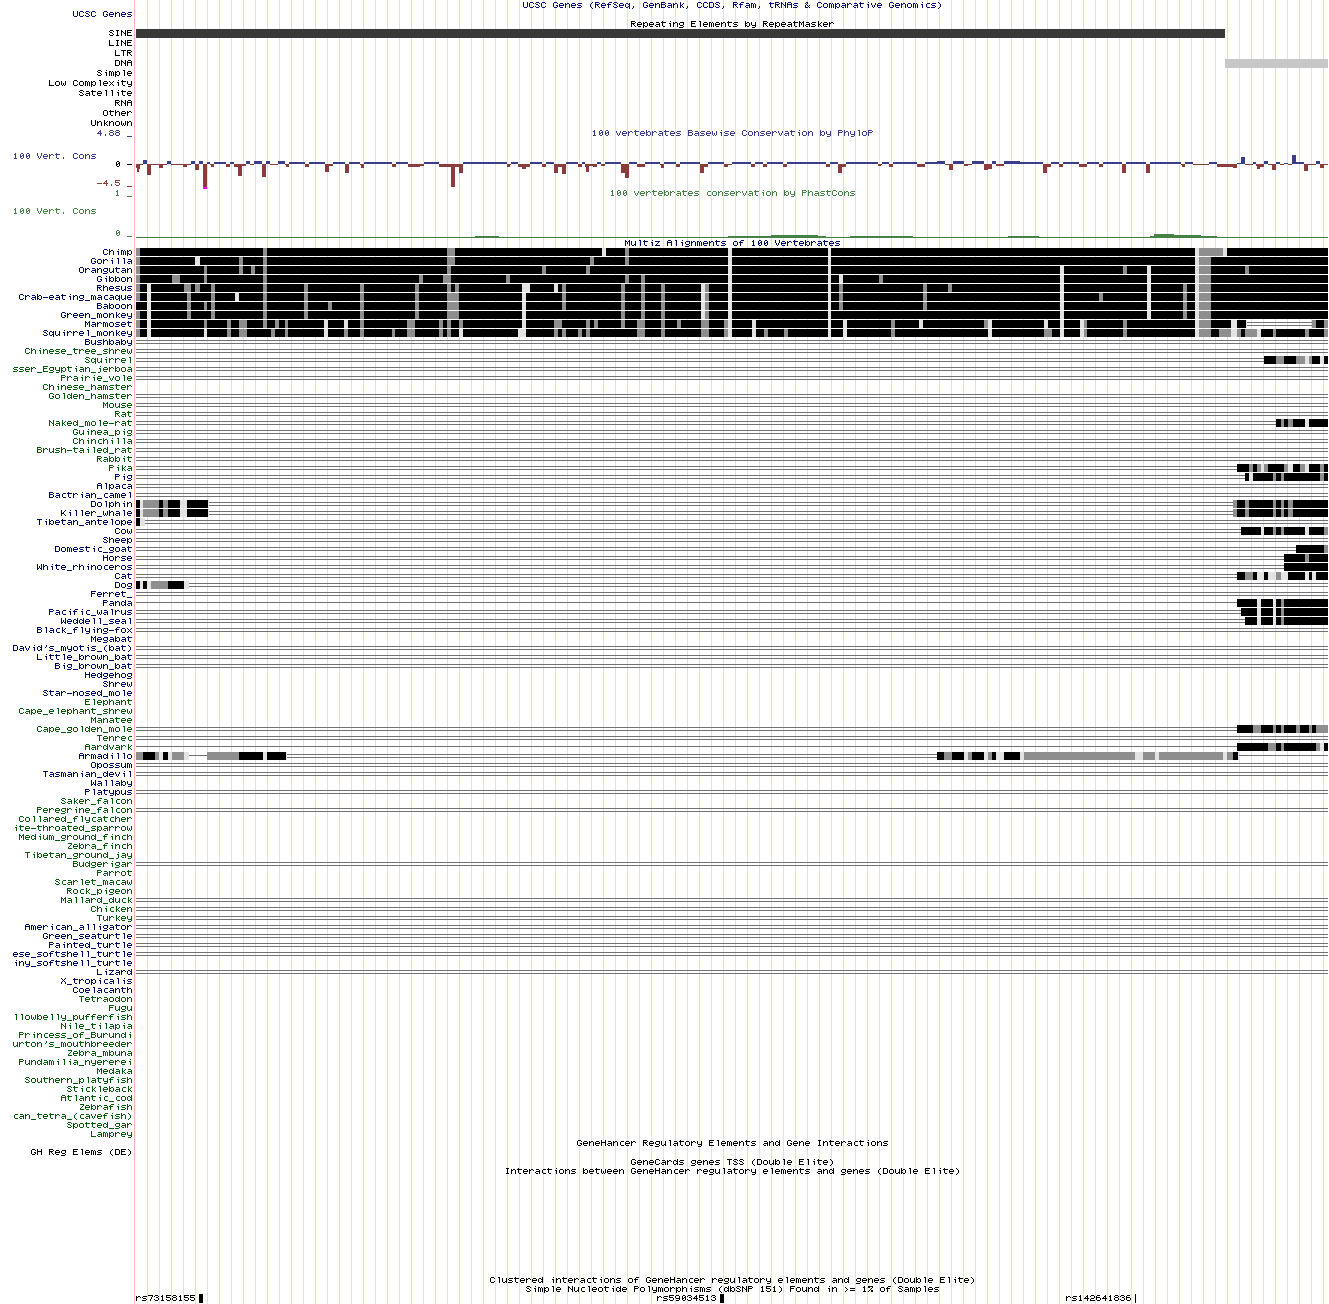 UCSC Genes (RefSeq, GenBank, CCDS, Rfam, tRNAs & Comparative Genomics)
UCSC Genes
Repeating Elements by RepeatMasker
SINE
LINE
LTR
DNA
Simple
Low Complexity
Satellite
RNA
Other
Unknown
4.88 _
100 vertebrates Basewise Conservation by PhyloP
100 Vert. Cons
0 _
-4.5 _
100 vertebrates conservation by PhastCons
1 _
100 Vert. Cons
0 _
Multiz Alignments of 100 Vertebrates
Chimp
Gorilla
Orangutan
Gibbon
Rhesus
Crab-eating_macaque
Baboon
Green_monkey
Marmoset
Squirrel_monkey
Bushbaby
Chinese_tree_shrew
Squirrel
sser_Egyptian_jerboa
Prairie_vole
Chinese_hamster
Golden_hamster
Mouse
Rat
Naked_mole-rat
Guinea_pig
Chinchilla
Brush-tailed_rat
Rabbit
Pika
Pig
Alpaca
Bactrian_camel
Dolphin
Killer_whale
Tibetan_antelope
Cow
Sheep
Domestic_goat
Horse
White_rhinoceros
Cat
Dog
Ferret_
Panda
Pacific_walrus
Weddell_seal
Black_flying-fox
Megabat
David's_myotis_(bat)
Little_brown_bat
Big_brown_bat
Hedgehog
Shrew
Star-nosed_mole
Elephant
Cape_elephant_shrew
Manatee
Cape_golden_mole
Tenrec
Aardvark
Armadillo
Opossum
Tasmanian_devil
Wallaby
Platypus
Saker_falcon
Peregrine_falcon
Collared_flycatcher
ite-throated_sparrow
Medium_ground_finch
Zebra_finch
Tibetan_ground_jay
Budgerigar
Parrot
Scarlet_macaw
Rock_pigeon
Mallard_duck
Chicken
Turkey
American_alligator
Green_seaturtle
Painted_turtle
ese_softshell_turtle
iny_softshell_turtle
Lizard
X_tropicalis
Coelacanth
Tetraodon
Fugu
llowbelly_pufferfish
Nile_tilapia
Princess_of_Burundi
urton's_mouthbreeder
Zebra_mbuna
Pundamilia_nyererei
Medaka
Southern_platyfish
Stickleback
Atlantic_cod
Zebrafish
can_tetra_(cavefish)
Spotted_gar
Lamprey
GeneHancer Regulatory Elements and Gene Interactions
GH Reg Elems (DE)
GeneCards genes TSS (Double Elite)
Interactions between GeneHancer regulatory elements and genes (Double Elite)
Clustered interactions of GeneHancer regulatory elements and genes (Double Elite)
Simple Nucleotide Polymorphisms (dbSNP 151) Found in >= 1% of Samples
rs73158155 rs59034513 rs142641836